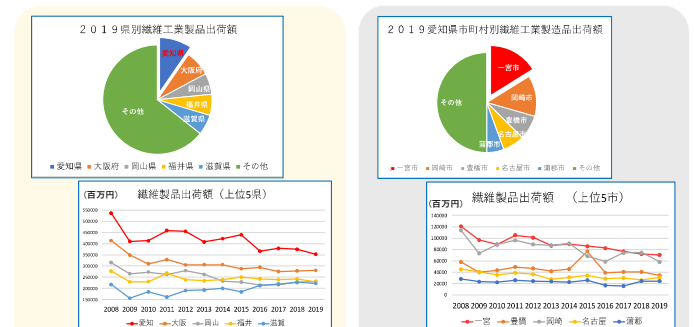 ２０１９県別繊維工業製品出荷額
愛知県
大阪府
岡山県
福井県
滋賀県
その他
愛知県 大阪府 岡山県 福井県 滋賀県 その他
(百万円) 繊維製品出荷額（上位5県）
550000
500000
450000
400000
350000
300000
250000
200000
150000
2008 2009 2010 2011 2012 2013 2014 2015 2016 2017 2018 2019
愛知 大阪 岡山 福井 滋賀
２０１９愛知県市町村別繊維工業製造品出荷額
一宮市
岡崎市
豊橋市
名古屋市
蒲郡市
その他
一宮市 岡崎市 豊橋市 名古屋市 蒲郡市 その他
(百万円) 繊維製品出荷額 （上位5市）
140000
120000
100000
80000
60000
40000
20000
0
2008 2009 2010 2011 2012 2013 2014 2015 2016 2017 2018 2019
一宮 豊橋 岡崎 名古屋 蒲郡